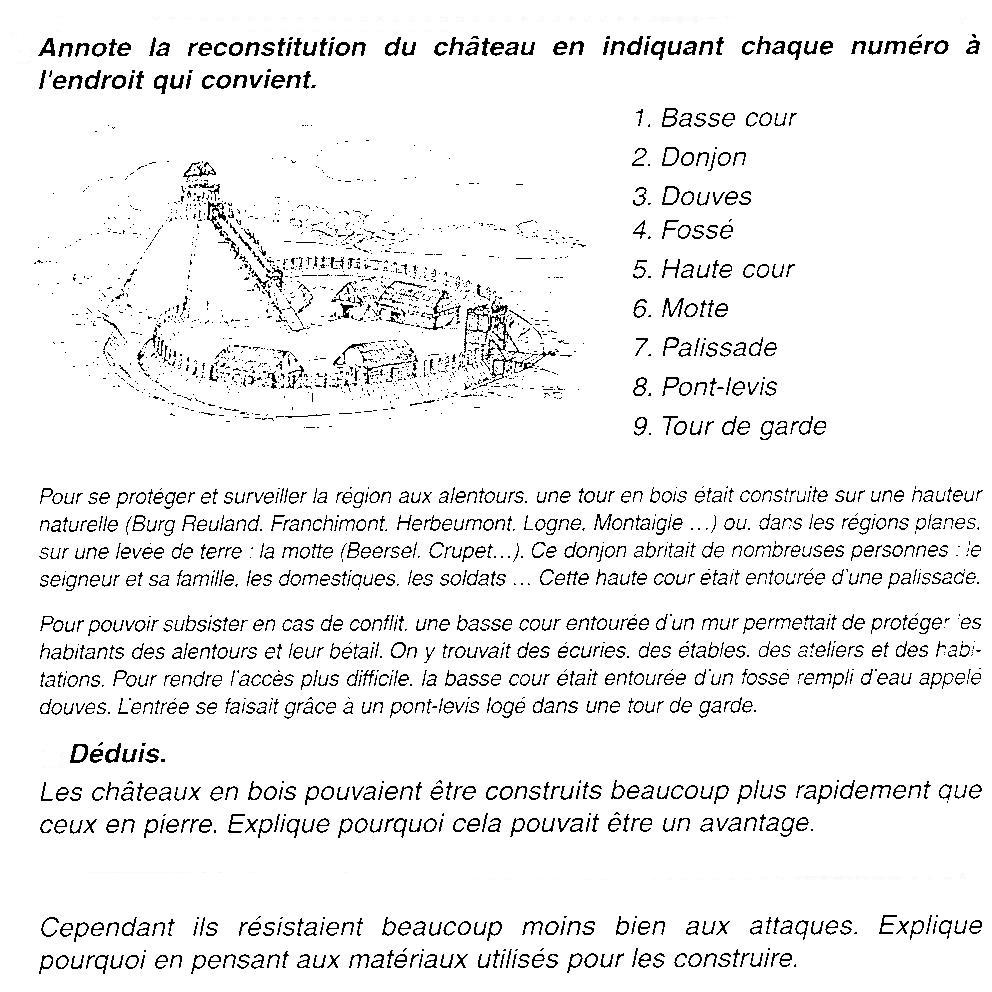 Annote la reconstitution du château en indiquant chaque numéro à
l'endroit qui convient.
1. Basse cour
2. Donjon
3. Douves
4. Fossé
5. Haute cour
6. Motte
7. Palissade
8. Pont-levis
9. Tour de garde
Pour se protéger et surveiller la région aux alentours, une tour en bois était construite sur une hauteur
naturelle (Burg Reuland, Franchimont, Herbeumont, Logne, Montaigle ...) ou, dans les régions planes,
sur une levée de terre : la motte (Beersel, Crupet...). Ce donjon abritait de nombreuses personnes : le
seigneur et sa famille, les domestiques, les soldats ... Cette haute cour était entourée d'une palissade.
Pour pouvoir subsister en cas de conflit, une basse cour entourée d'un mur permettait de protéger les
habitants des alentours et leur bétail. On y trouvait des écuries, des étables, des ateliers et des habi-
tations. Pour rendre l'accès plus difficile, la basse cour était entourée d'un fossé rempli d'eau appelé
douves. L'entrée se faisait grâce à un pont-levis logé dans une tour de garde.
Déduis.
Les châteaux en bois pouvaient être construits beaucoup plus rapidement que
ceux en pierre. Explique pourquoi cela pouvait être un avantage.
Cependant ils résistaient beaucoup moins bien aux attaques. Explique
pourquoi en pensant aux matériaux utilisés pour les construire.